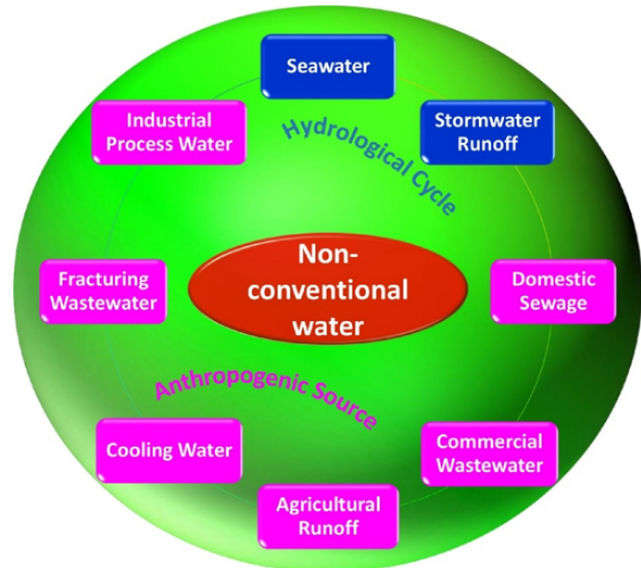 Seawater
Industrial
Process Water
Stormwater
Runoff
Hydrological Cycle
Non-
conventional
water
Fracturing
Wastewater
Domestic
Sewage
Anthropogenic Source
Cooling Water
Commercial
Wastewater
Agricultural
Runoff